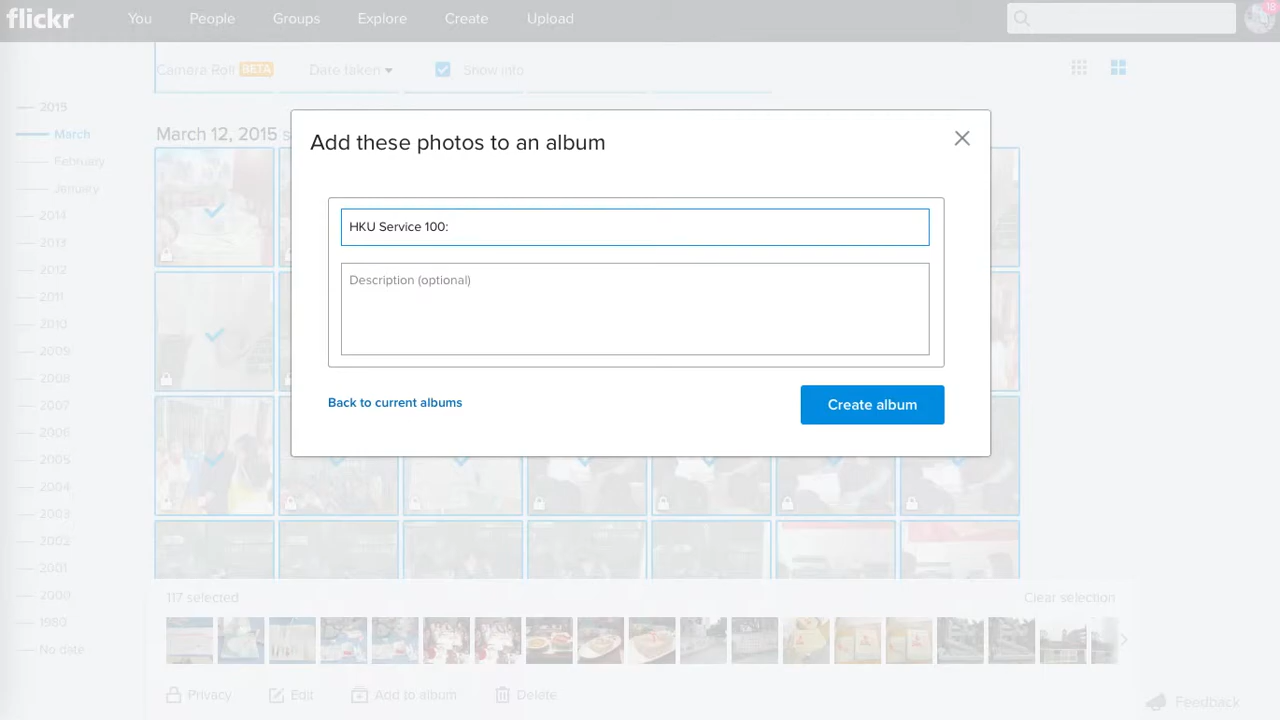 flickr You People Groups Explore Create Upload 18
Camera Roll BETA Date taken Show info
2015
March
February
January
2014
2013
2012
2011
2010
2009
2008
2007
2006
2005
2004
2003
2002
2001
2000
1980
No date
March 12, 2015 s
Add these photos to an album
HKU Service 100:
Description (optional)
Back to current albums
Create album
117 selected
Clear selection
Privacy Edit Add to album Delete
Feedback